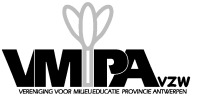 VMPA vzw
VERENIGING VOOR MILIEUEDUCATIE PROVINCIE ANTWERPEN